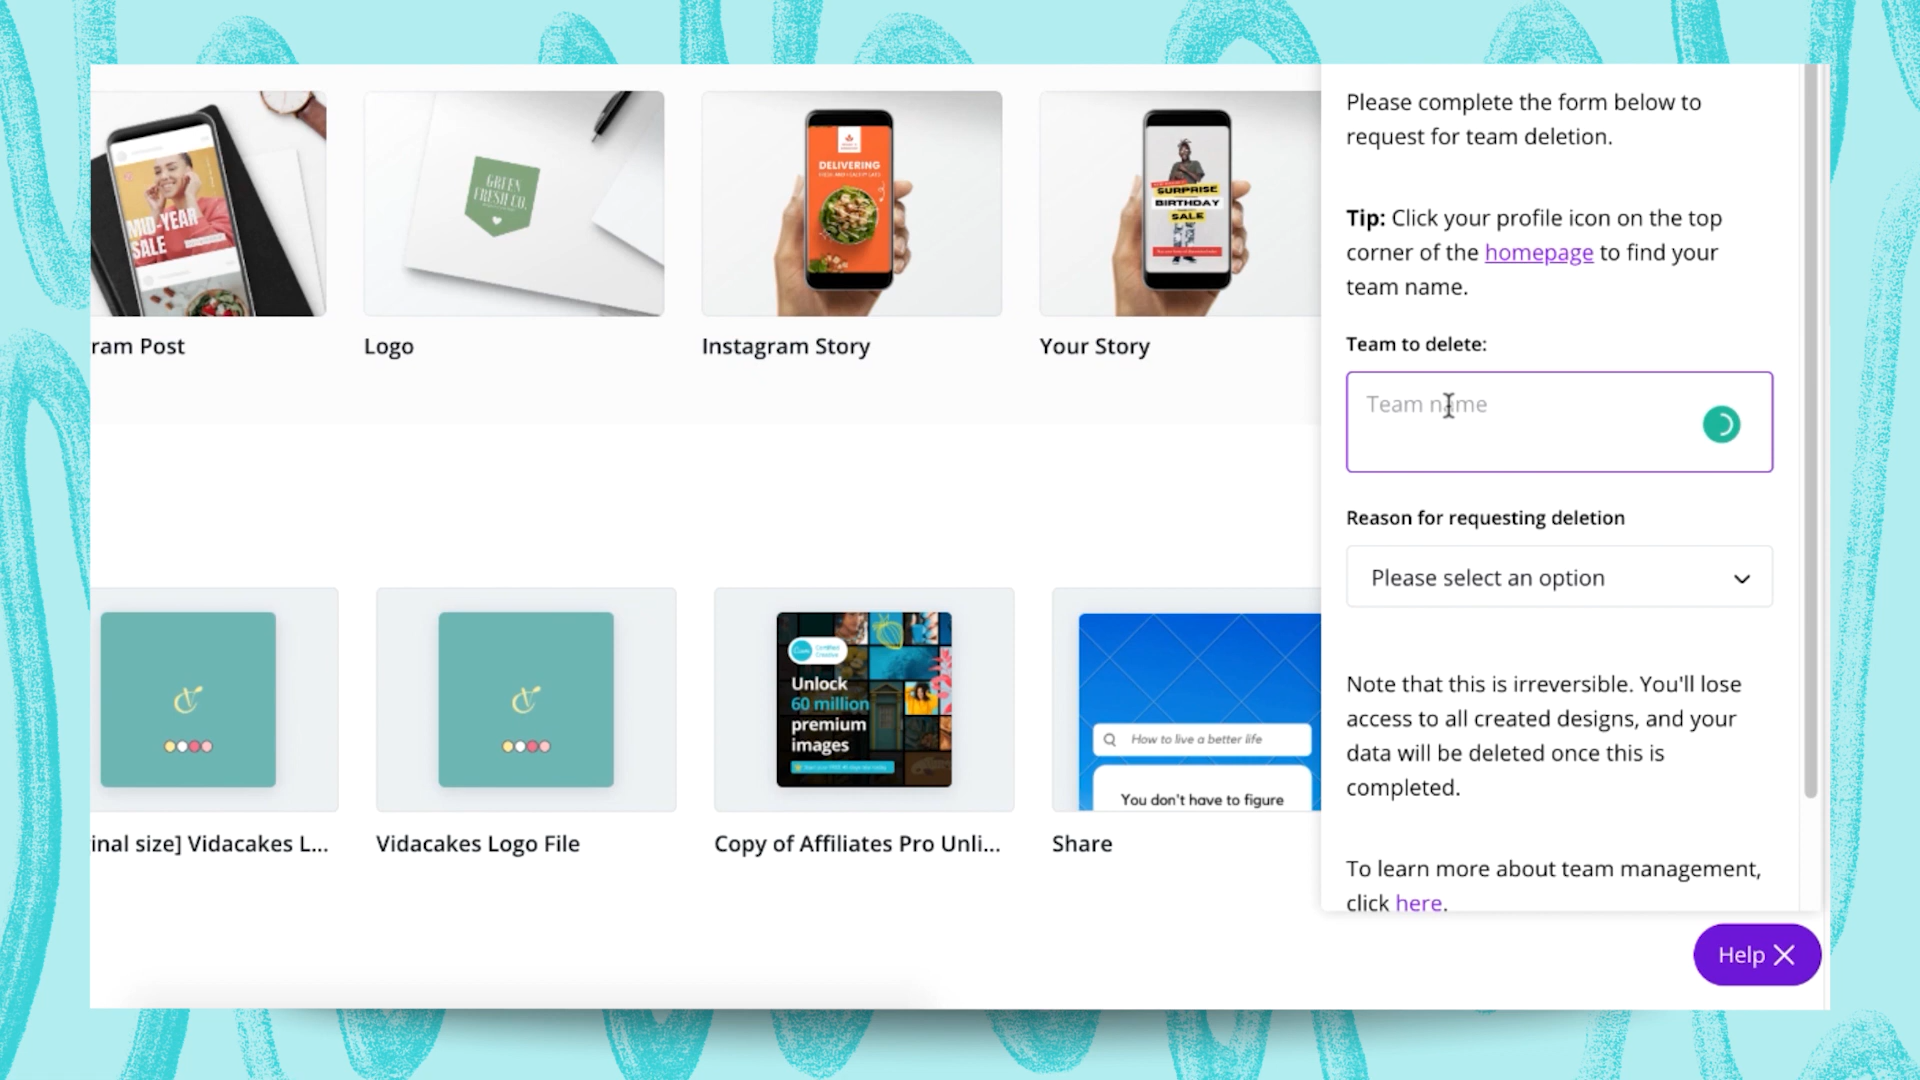 MID-YEAR
SALE
GREEN
FRESH CO.
DELIVERING
SURPRISE
BIRTHDAY
SALE
ram Post
Logo
Instagram Story
Your Story
Unlock
60 million
premium
images
How to live a better life
You don't have to figure
inal size] Vidacakes L...
Vidacakes Logo File
Copy of Affiliates Pro Unli...
Share
Please complete the form below to
request for team deletion.
Tip: Click your profile icon on the top
corner of the homepage to find your
team name.
Team to delete:
Team name
Reason for requesting deletion
Please select an option
Note that this is irreversible. You'll lose
access to all created designs, and your
data will be deleted once this is
completed.
To learn more about team management,
click here.
Help